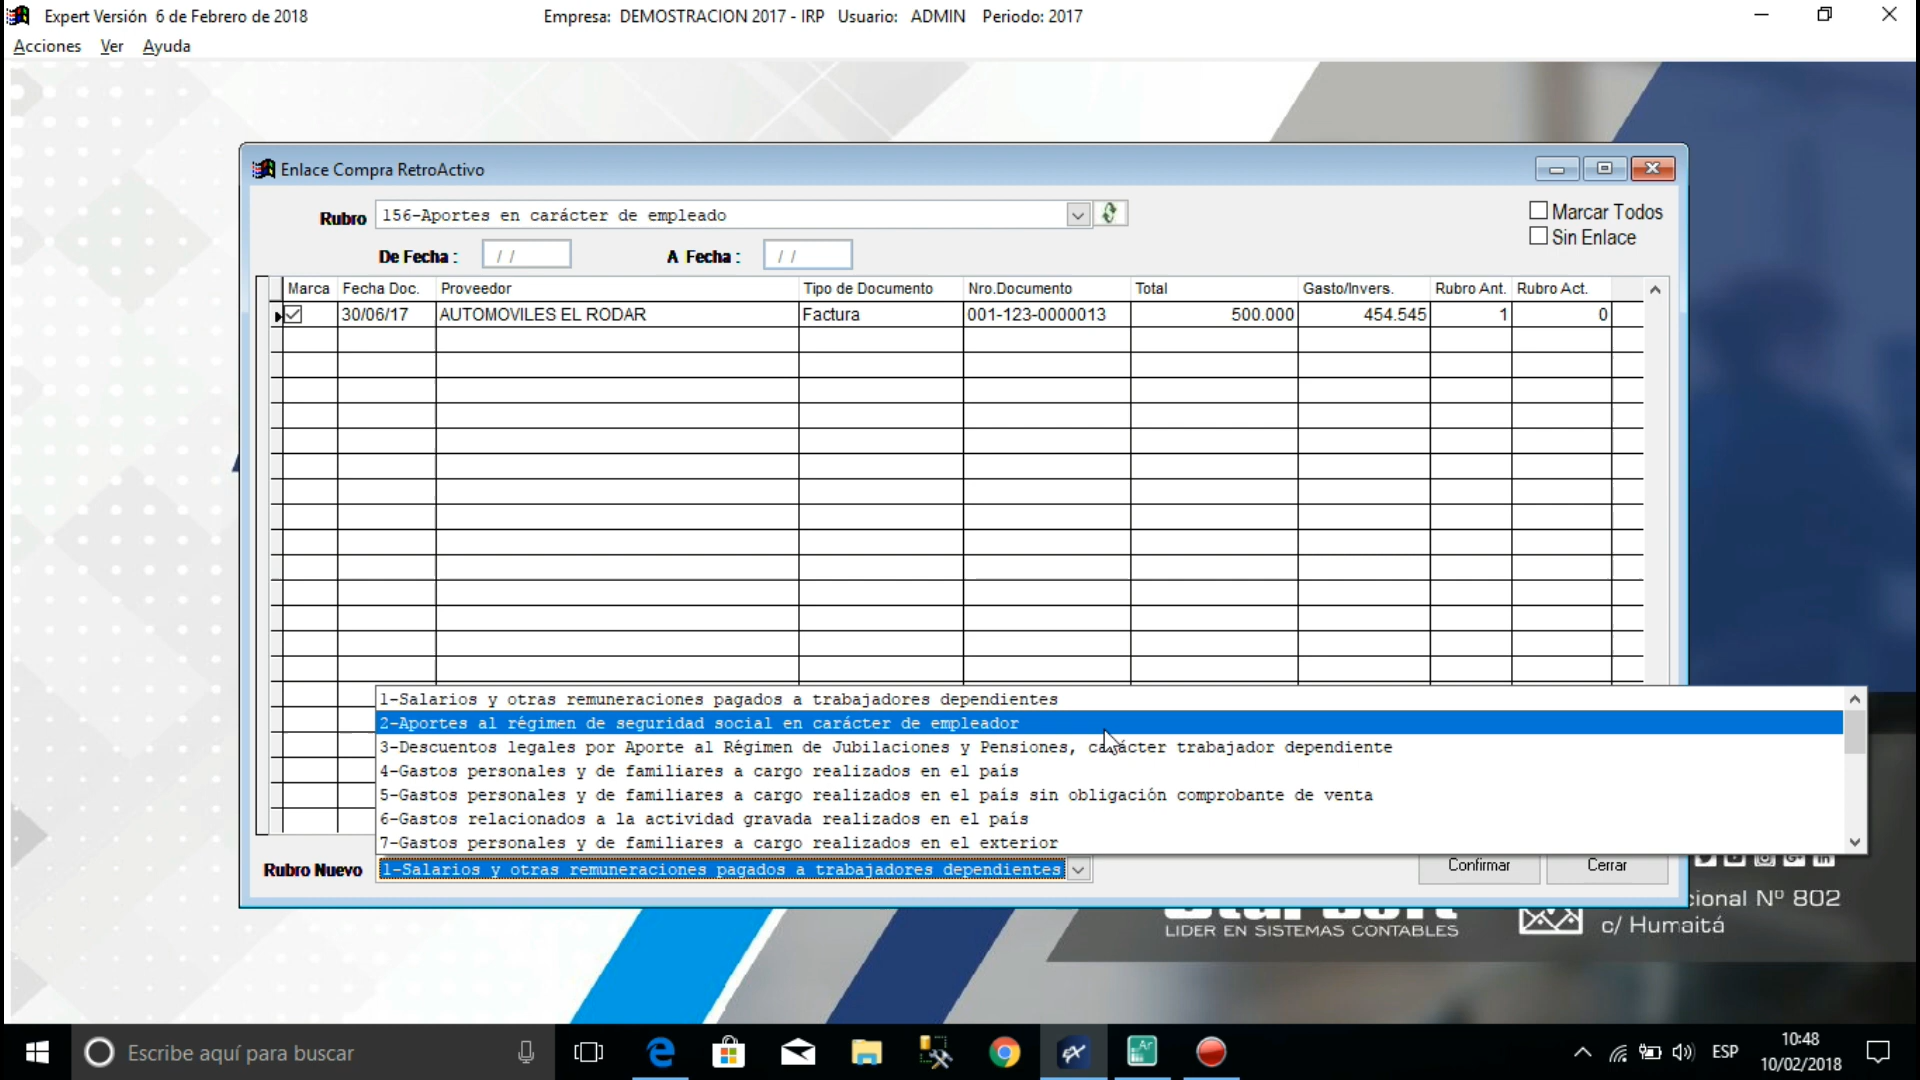 Expert Versión 6 de Febrero de 2018 Empresa: DEMOSTRACION 2017 - IRP Usuario: ADMIN Periodo: 2017
Acciones Ver Ayuda
Enlace Compra RetroActivo
Rubro 156-Aportes en carácter de empleado
Marcar Todos
Sin Enlace
De Fecha : / / A Fecha : / /
Marca Fecha Doc. Proveedor Tipo de Documento Nro.Documento Total Gasto/Invers. Rubro Ant. Rubro Act.
30/06/17 AUTOMOVILES EL RODAR Factura 001-123-0000013 500.000 454.545 1 0
1-Salarios y otras remuneraciones pagados a trabajadores dependientes
2-Aportes al régimen de seguridad social en carácter de empleador
3-Descuentos legales por Aporte al Régimen de Jubilaciones y Pensiones, carácter trabajador dependiente
4-Gastos personales y de familiares a cargo realizados en el país
5-Gastos personales y de familiares a cargo realizados en el país sin obligación comprobante de venta
6-Gastos relacionados a la actividad gravada realizados en el país
7-Gastos personales y de familiares a cargo realizados en el exterior
Rubro Nuevo 1-Salarios y otras remuneraciones pagados a trabajadores dependientes
Confirmar Cerrar
cional Nº 802
c/ Humaitá
LIDER EN SISTEMAS CONTABLES
Escribe aquí para buscar
ESP
10:48
10/02/2018